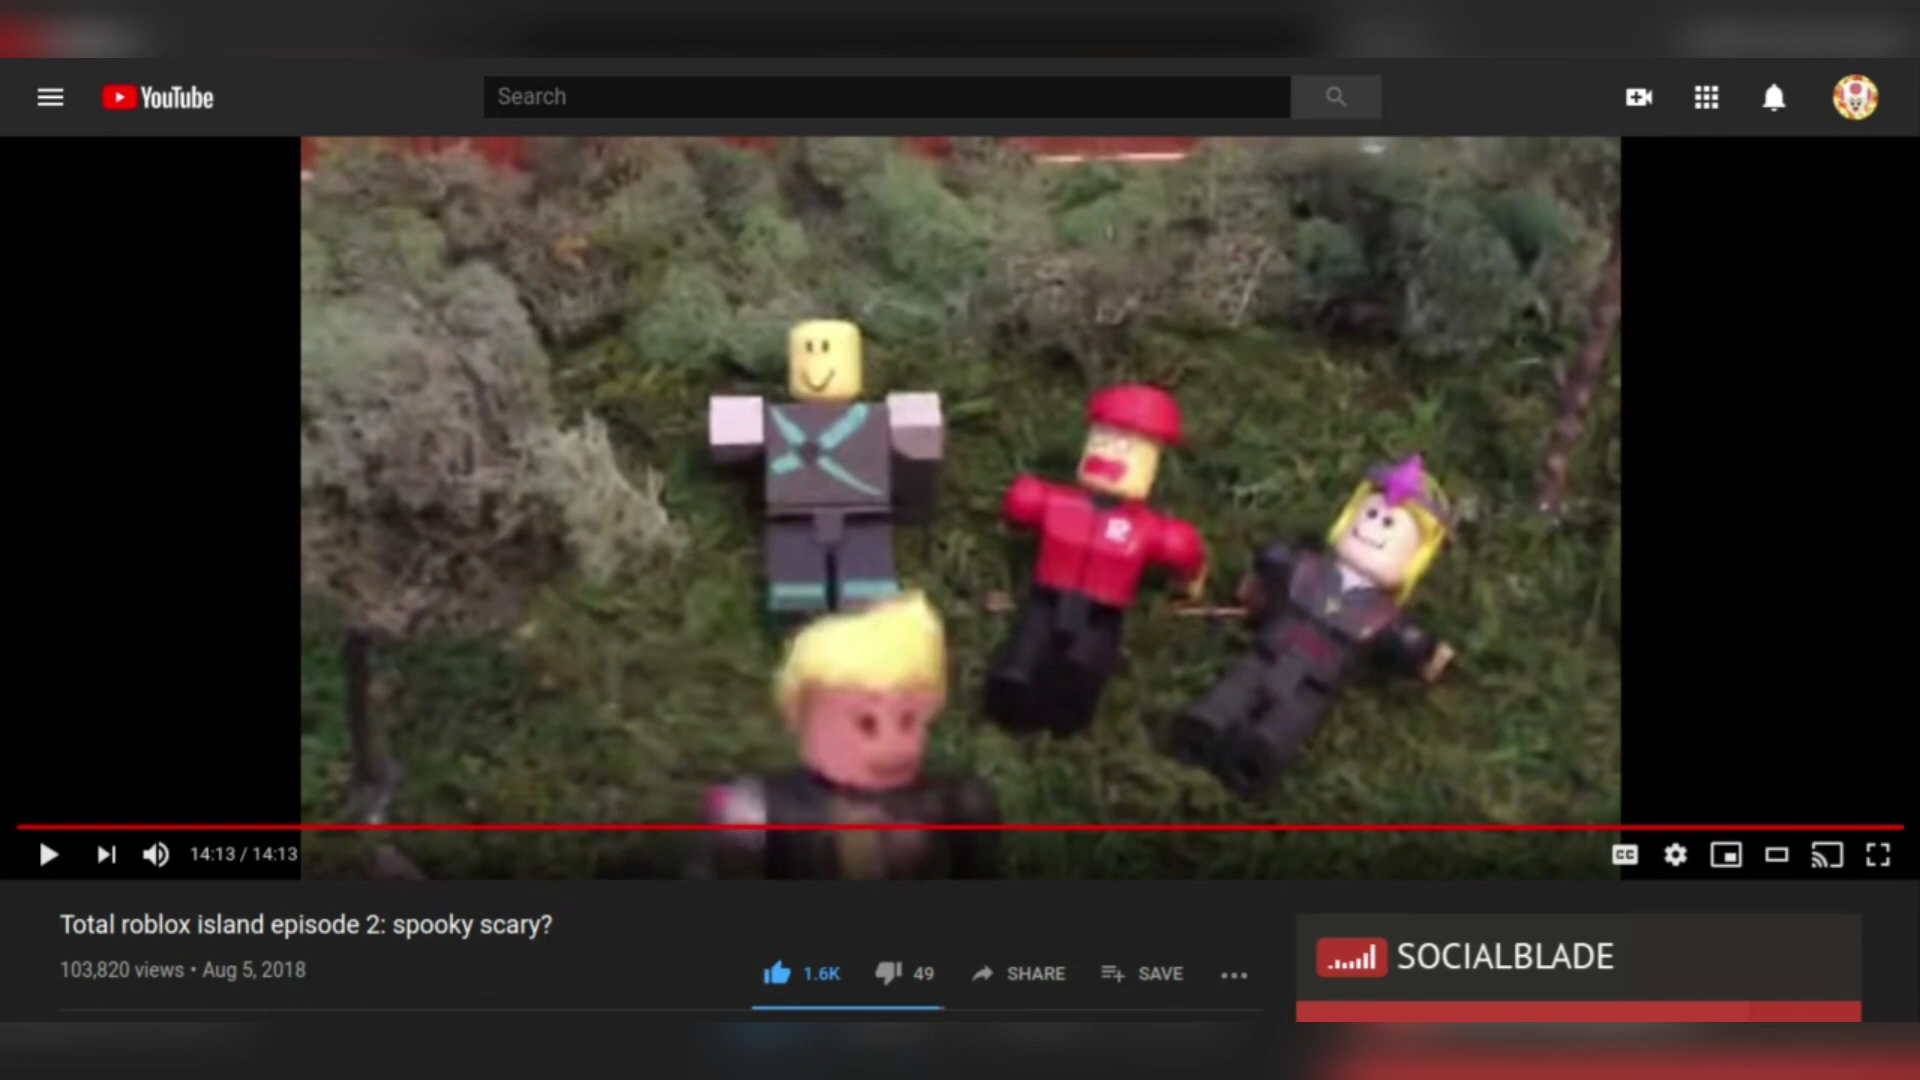 YouTube
Search
14:13 / 14:13
CC
Total roblox island episode 2: spooky scary?
103,820 views • Aug 5, 2018
1.6K 49 SHARE SAVE
SOCIALBLADE